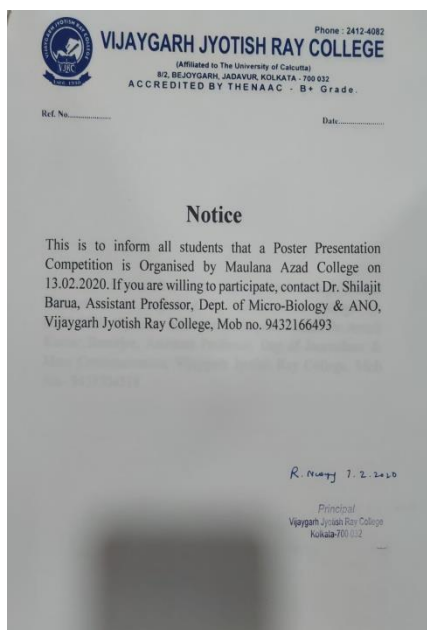 Phone : 2412-4082
VIJAYGARH JYOTISH RAY COLLEGE
(Affiliated to The University of Calcutta)
8/2, BEJOYGARH, JADAVUR, KOLKATA - 700 032
ACCREDITED BY THENAAC - B+ Grade.
Ref. No....................
Date....................
Notice
This is to inform all students that a Poster Presentation
Competition is Organised by Maulana Azad College on
13.02.2020. If you are willing to participate, contact Dr. Shilajit
Barua, Assistant Professor, Dept. of Micro-Biology & ANO,
Vijaygarh Jyotish Ray College, Mob no. 9432166493
R. 7.2.2020
Principal
Vijaygarh Jyotish Ray College
Kolkata-700 032